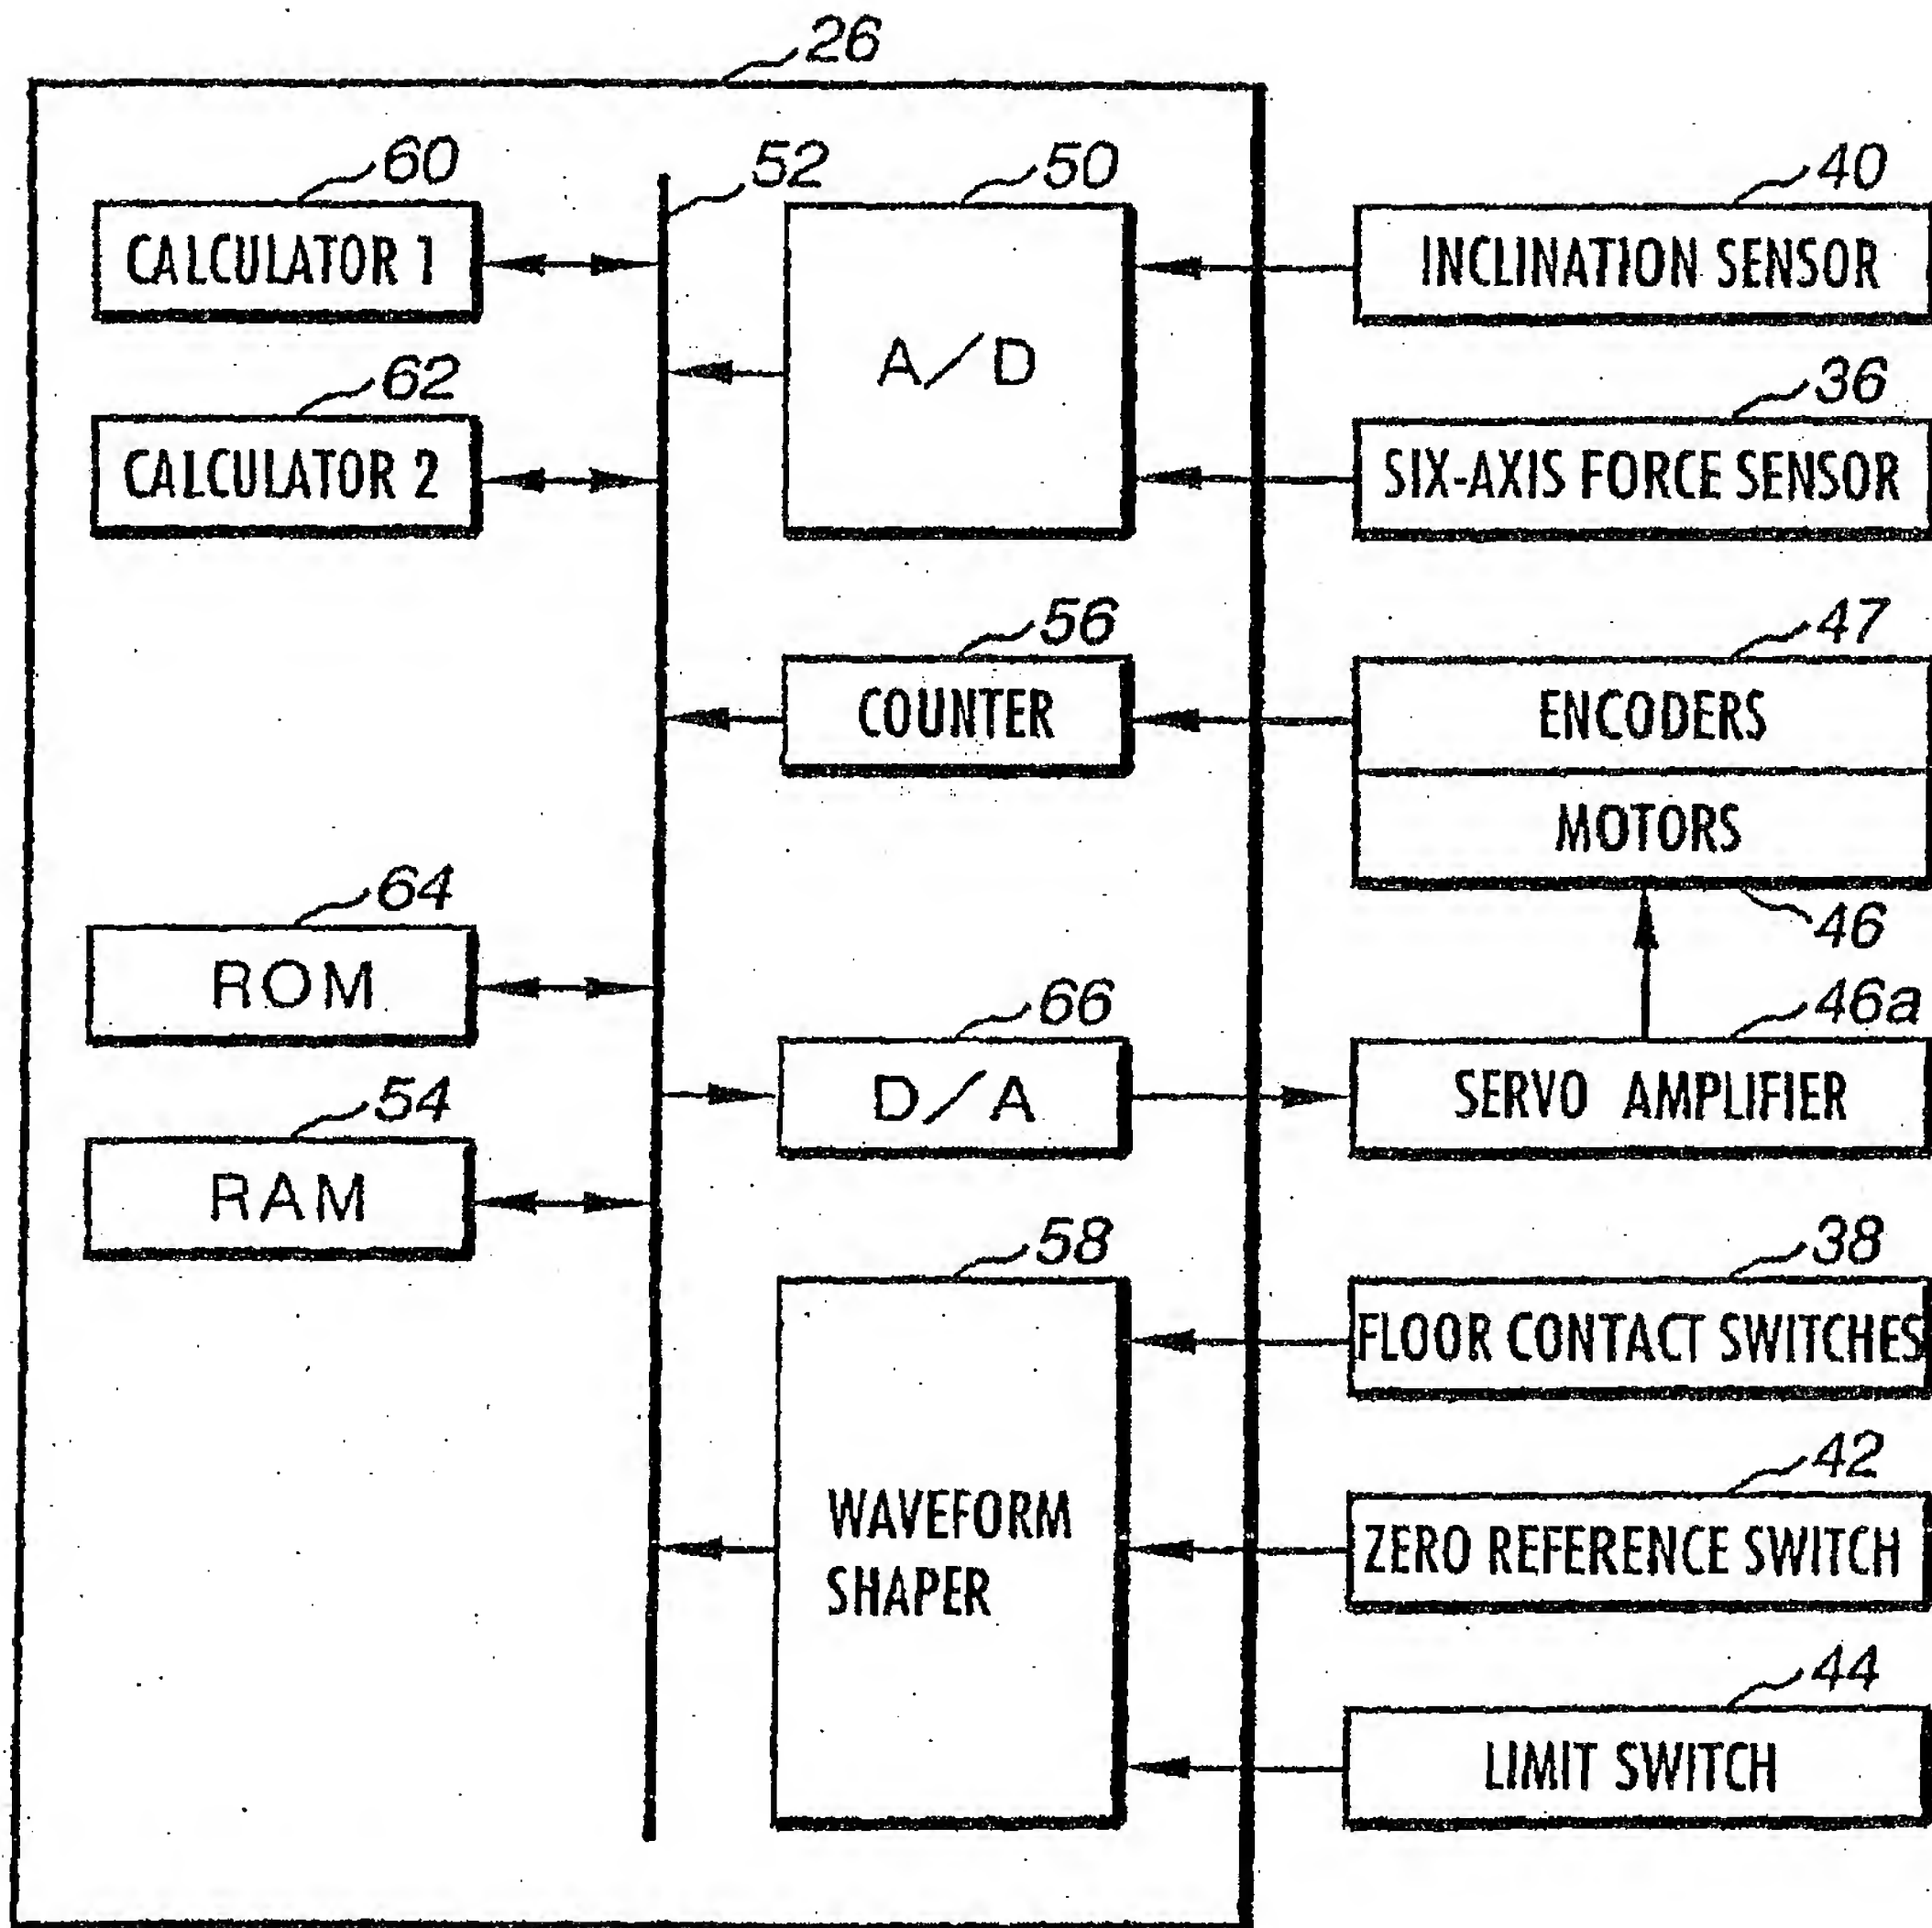 26
60
52
50
40
CALCULATOR 1
A/D
INCLINATION SENSOR
62
36
CALCULATOR 2
SIX-AXIS FORCE SENSOR
56
47
COUNTER
ENCODERS
MOTORS
64
46
ROM
66
46a
D/A
SERVO AMPLIFIER
54
RAM
58
38
FLOOR CONTACT SWITCHES
42
WAVEFORM
SHAPER
ZERO REFERENCE SWITCH
44
LIMIT SWITCH